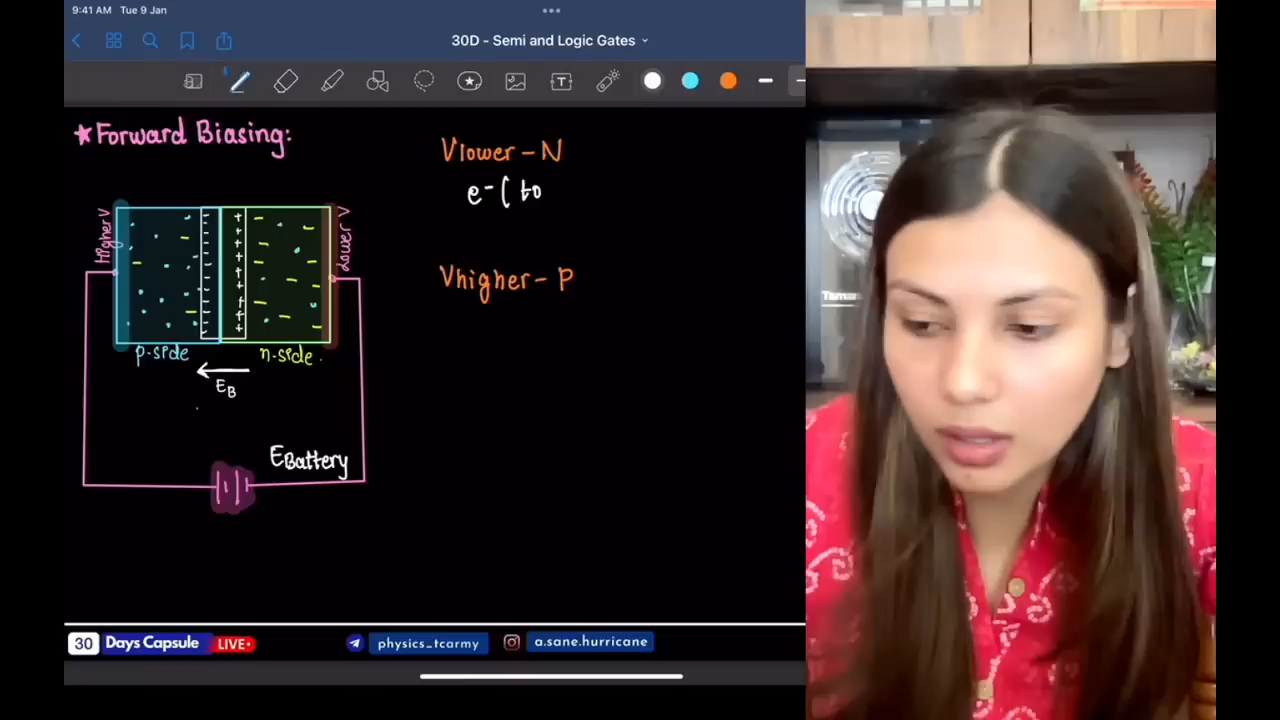 9:41 AM Tue 9 Jan
30D - Semi and Logic Gates
T
★Forward Biasing:
Vlower - N
e- ( to
Vhigher - P
Higher V
Lower V
p-side
n-side
EB
EBattery
30 Days Capsule LIVE
physics_tcarmy
a.sane.hurricane